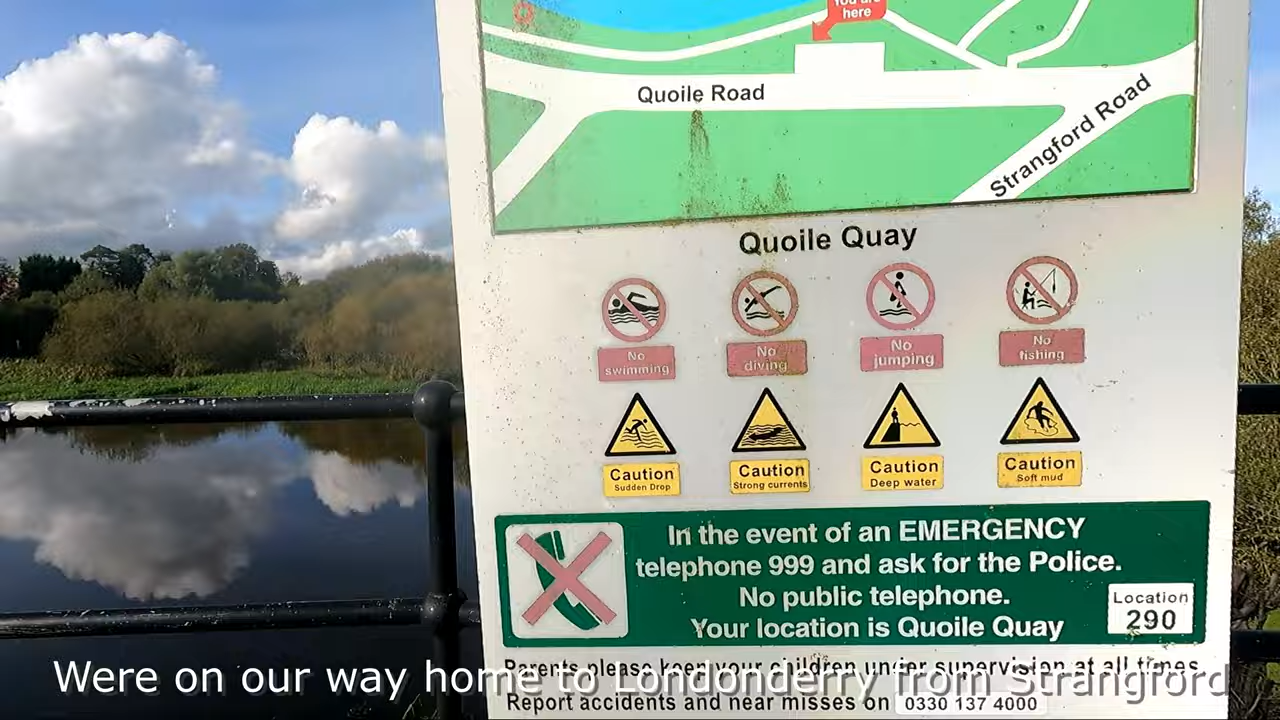 You are
here
Quoile Road
Strangford Road
Quoile Quay
No
swimming
No
diving
No
jumping
No
fishing
Caution
Sudden Drop
Caution
Strong currents
Caution
Deep water
Caution
Soft mud
In the event of an EMERGENCY
telephone 999 and ask for the Police.
No public telephone.
Your location is Quoile Quay
Location
290
Parents please keep your children under supervision at all times
Report accidents and near misses on 0330 137 4000
Were on our way home to Londonderry from Strangford